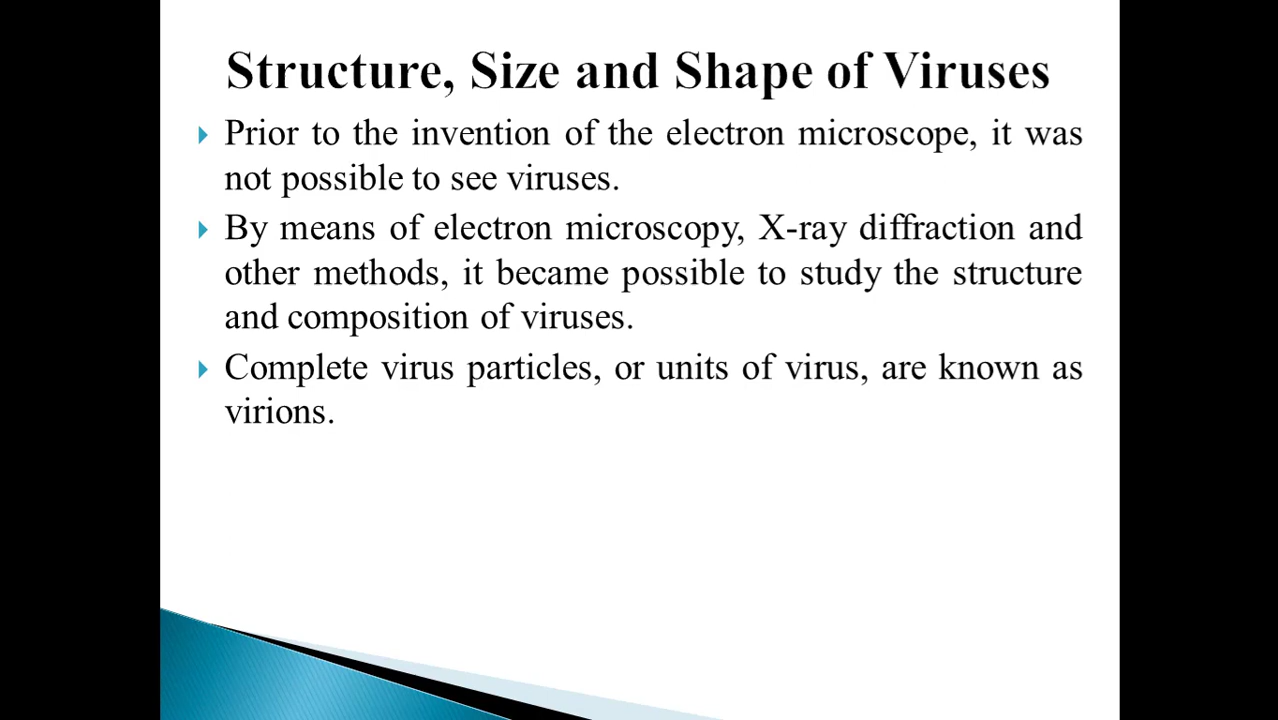 Structure, Size and Shape of Viruses
Prior to the invention of the electron microscope, it was
not possible to see viruses.
By means of electron microscopy, X-ray diffraction and
other methods, it became possible to study the structure
and composition of viruses.
Complete virus particles, or units of virus, are known as
virions.